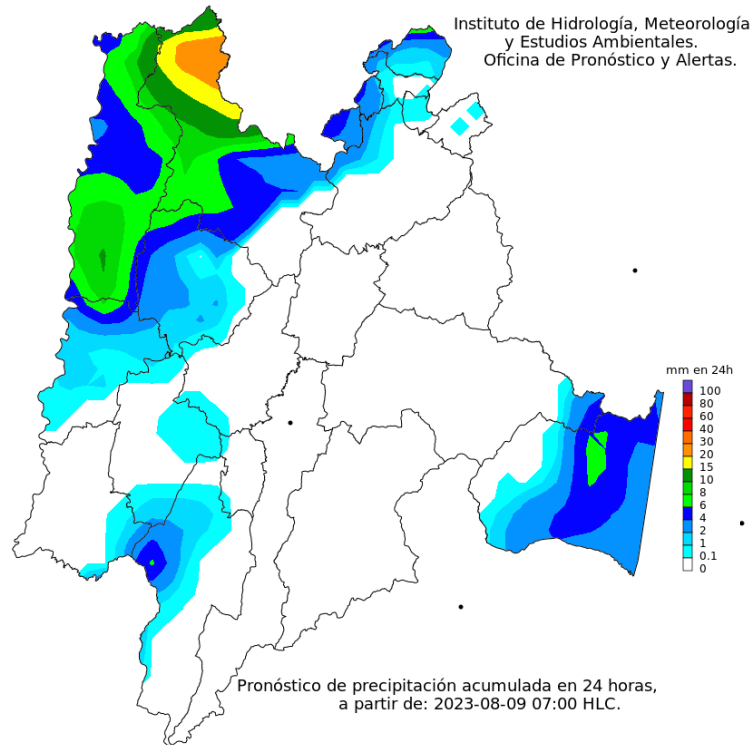 Instituto de Hidrología, Meteorología
y Estudios Ambientales.
Oficina de Pronóstico y Alertas.
mm en 24h
100
80
60
40
30
20
15
10
8
6
4
2
1
0.1
0
Pronóstico de precipitación acumulada en 24 horas,
a partir de: 2023-08-09 07:00 HLC.